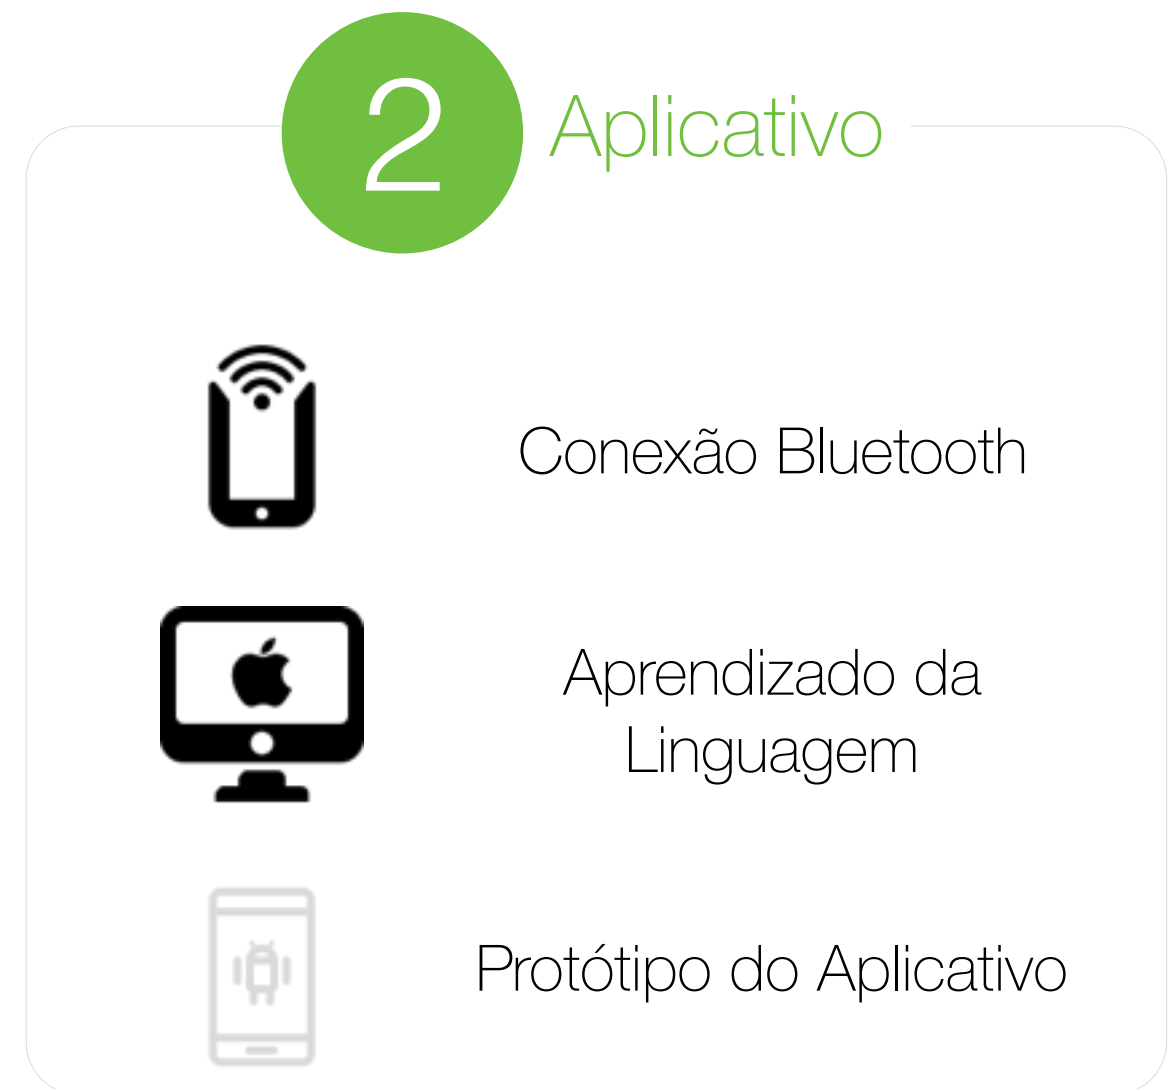 2
Aplicativo
Conexão Bluetooth
Aprendizado da
Linguagem
Protótipo do Aplicativo